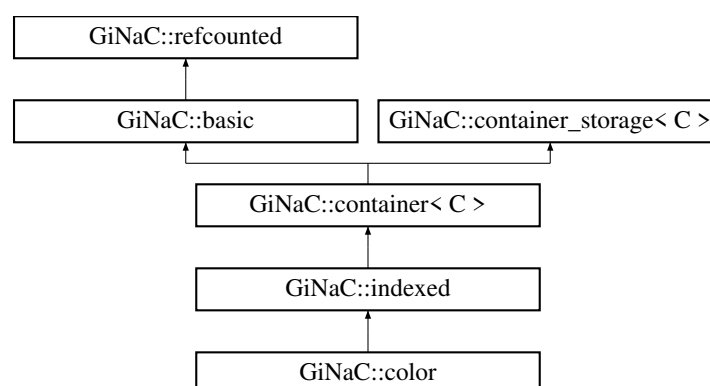 GiNaC::refcounted
GiNaC::basic
GiNaC::container_storage< C >
GiNaC::container< C >
GiNaC::indexed
GiNaC::color